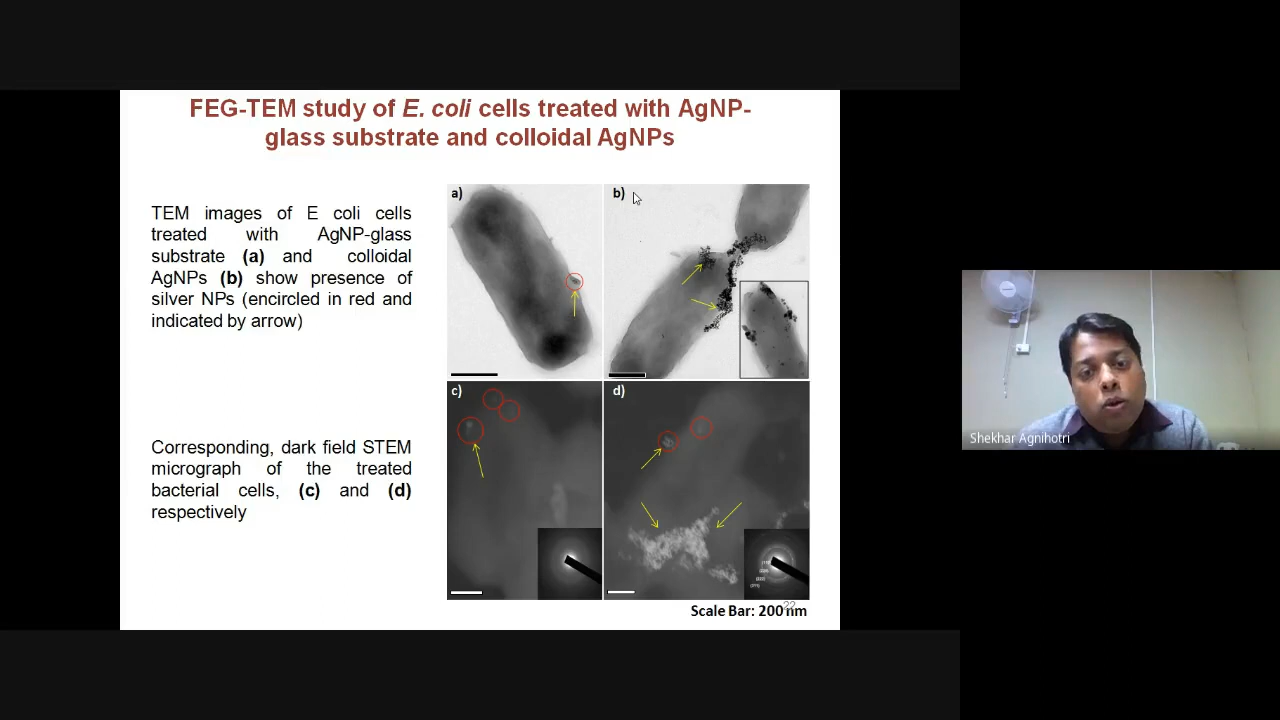 FEG-TEM study of E. coli cells treated with AgNP-
glass substrate and colloidal AgNPs
TEM images of E coli cells
treated with AgNP-glass
substrate (a) and colloidal
AgNPs (b) show presence of
silver NPs (encircled in red and
indicated by arrow)
Corresponding, dark field STEM
micrograph of the treated
bacterial cells, (c) and (d)
respectively
a)
b)
c)
d)
Scale Bar: 200 nm
22
Shekhar Agnihotri